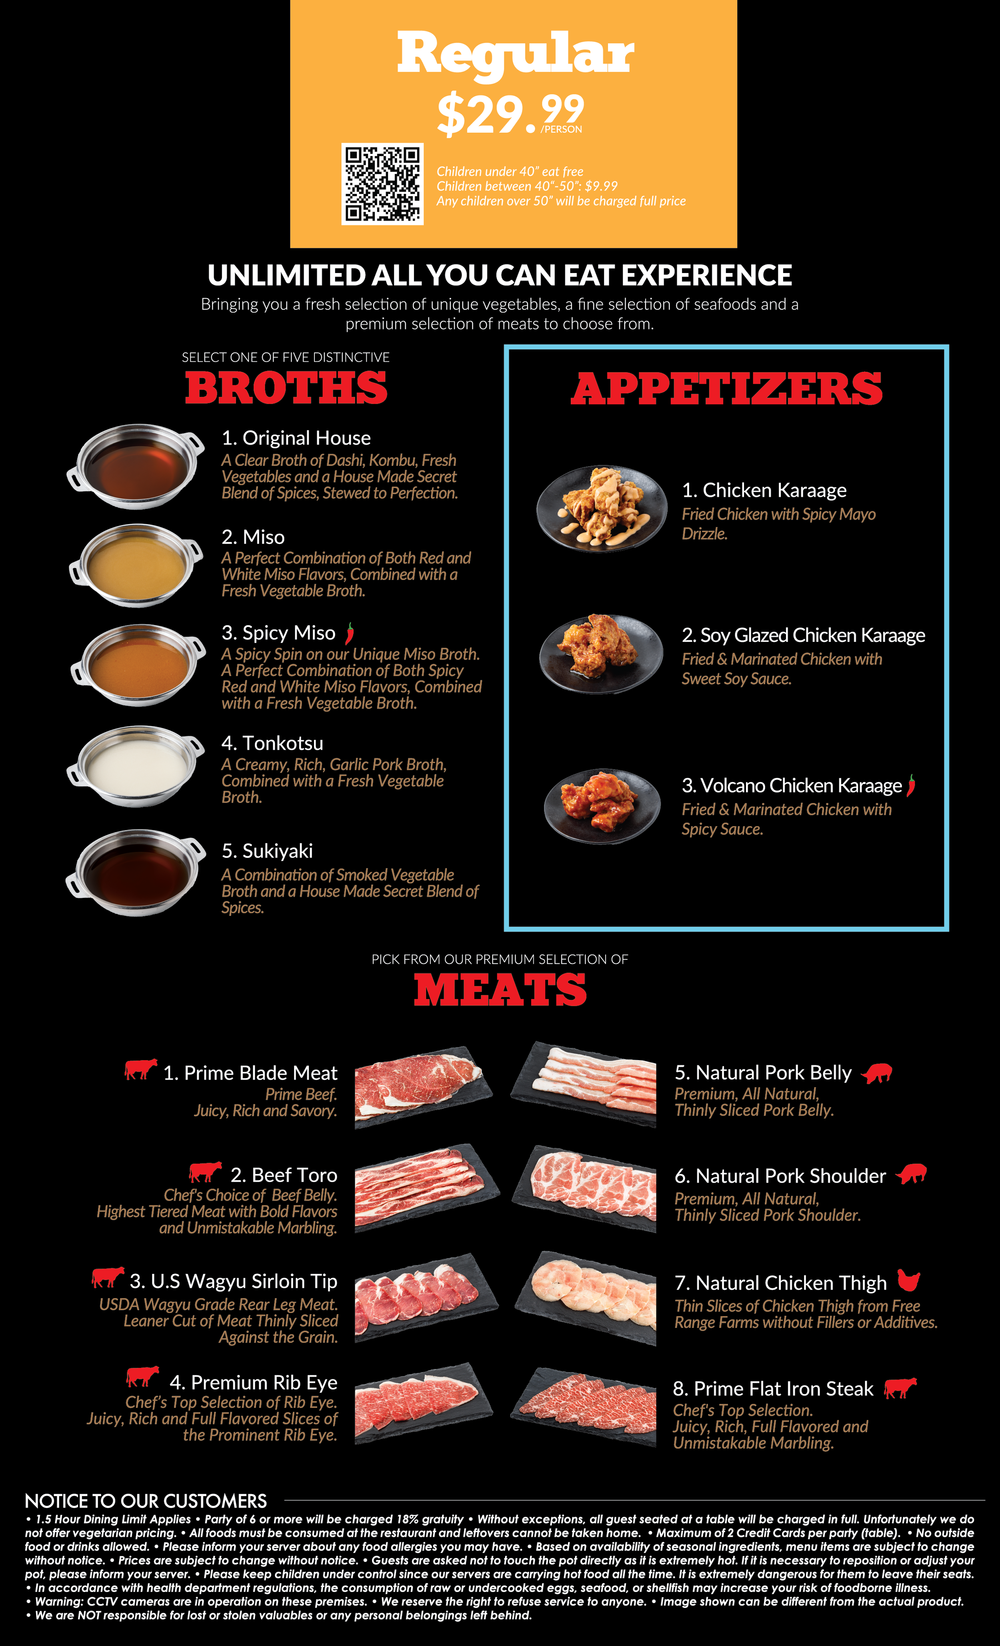 Regular
$29.99
/PERSON
Children under 40” eat free
Children between 40”-50”: $9.99
Any children over 50” will be charged full price
UNLIMITED ALL YOU CAN EAT EXPERIENCE
Bringing you a fresh selection of unique vegetables, a fine selection of seafoods and a
premium selection of meats to choose from.
SELECT ONE OF FIVE DISTINCTIVE
BROTHS
1. Original House
A Clear Broth of Dashi, Kombu, Fresh
Vegetables and a House Made Secret
Blend of Spices, Stewed to Perfection.
2. Miso
A Perfect Combination of Both Red and
White Miso Flavors, Combined with a
Fresh Vegetable Broth.
3. Spicy Miso
A Spicy Spin on our Unique Miso Broth.
A Perfect Combination of Both Spicy
Red and White Miso Flavors, Combined
with a Fresh Vegetable Broth.
4. Tonkotsu
A Creamy, Rich, Garlic Pork Broth,
Combined with a Fresh Vegetable
Broth.
5. Sukiyaki
A Combination of Smoked Vegetable
Broth and a House Made Secret Blend of
Spices.
APPETIZERS
1. Chicken Karaage
Fried Chicken with Spicy Mayo
Drizzle.
2. Soy Glazed Chicken Karaage
Fried & Marinated Chicken with
Sweet Soy Sauce.
3. Volcano Chicken Karaage
Fried & Marinated Chicken with
Spicy Sauce.
PICK FROM OUR PREMIUM SELECTION OF
MEATS
1. Prime Blade Meat
Prime Beef.
Juicy, Rich and Savory.
2. Beef Toro
Chef's Choice of Beef Belly.
Highest Tiered Meat with Bold Flavors
and Unmistakable Marbling.
3. U.S Wagyu Sirloin Tip
USDA Wagyu Grade Rear Leg Meat.
Leaner Cut of Meat Thinly Sliced
Against the Grain.
4. Premium Rib Eye
Chef's Top Selection of Rib Eye.
Juicy, Rich and Full Flavored Slices of
the Prominent Rib Eye.
5. Natural Pork Belly
Premium, All Natural,
Thinly Sliced Pork Belly.
6. Natural Pork Shoulder
Premium, All Natural,
Thinly Sliced Pork Shoulder.
7. Natural Chicken Thigh
Thin Slices of Chicken Thigh from Free
Range Farms without Fillers or Additives.
8. Prime Flat Iron Steak
Chef's Top Selection.
Juicy, Rich, Full Flavored and
Unmistakable Marbling.
NOTICE TO OUR CUSTOMERS
• 1.5 Hour Dining Limit Applies • Party of 6 or more will be charged 18% gratuity • Without exceptions, all guest seated at a table will be charged in full. Unfortunately we do
not offer vegetarian pricing. • All foods must be consumed at the restaurant and leftovers cannot be taken home. • Maximum of 2 Credit Cards per party (table). • No outside
food or drinks allowed. • Please inform your server about any food allergies you may have. • Based on availability of seasonal ingredients, menu items are subject to change
without notice. • Prices are subject to change without notice. • Guests are asked not to touch the pot directly as it is extremely hot. If it is necessary to reposition or adjust your
pot, please inform your server. • Please keep children under control since our servers are carrying hot food all the time. It is extremely dangerous for them to leave their seats.
• In accordance with health department regulations, the consumption of raw or undercooked eggs, seafood, or shellfish may increase your risk of foodborne illness.
• Warning: CCTV cameras are in operation on these premises. • We reserve the right to refuse service to anyone. • Image shown can be different from the actual product.
• We are NOT responsible for lost or stolen valuables or any personal belongings left behind.